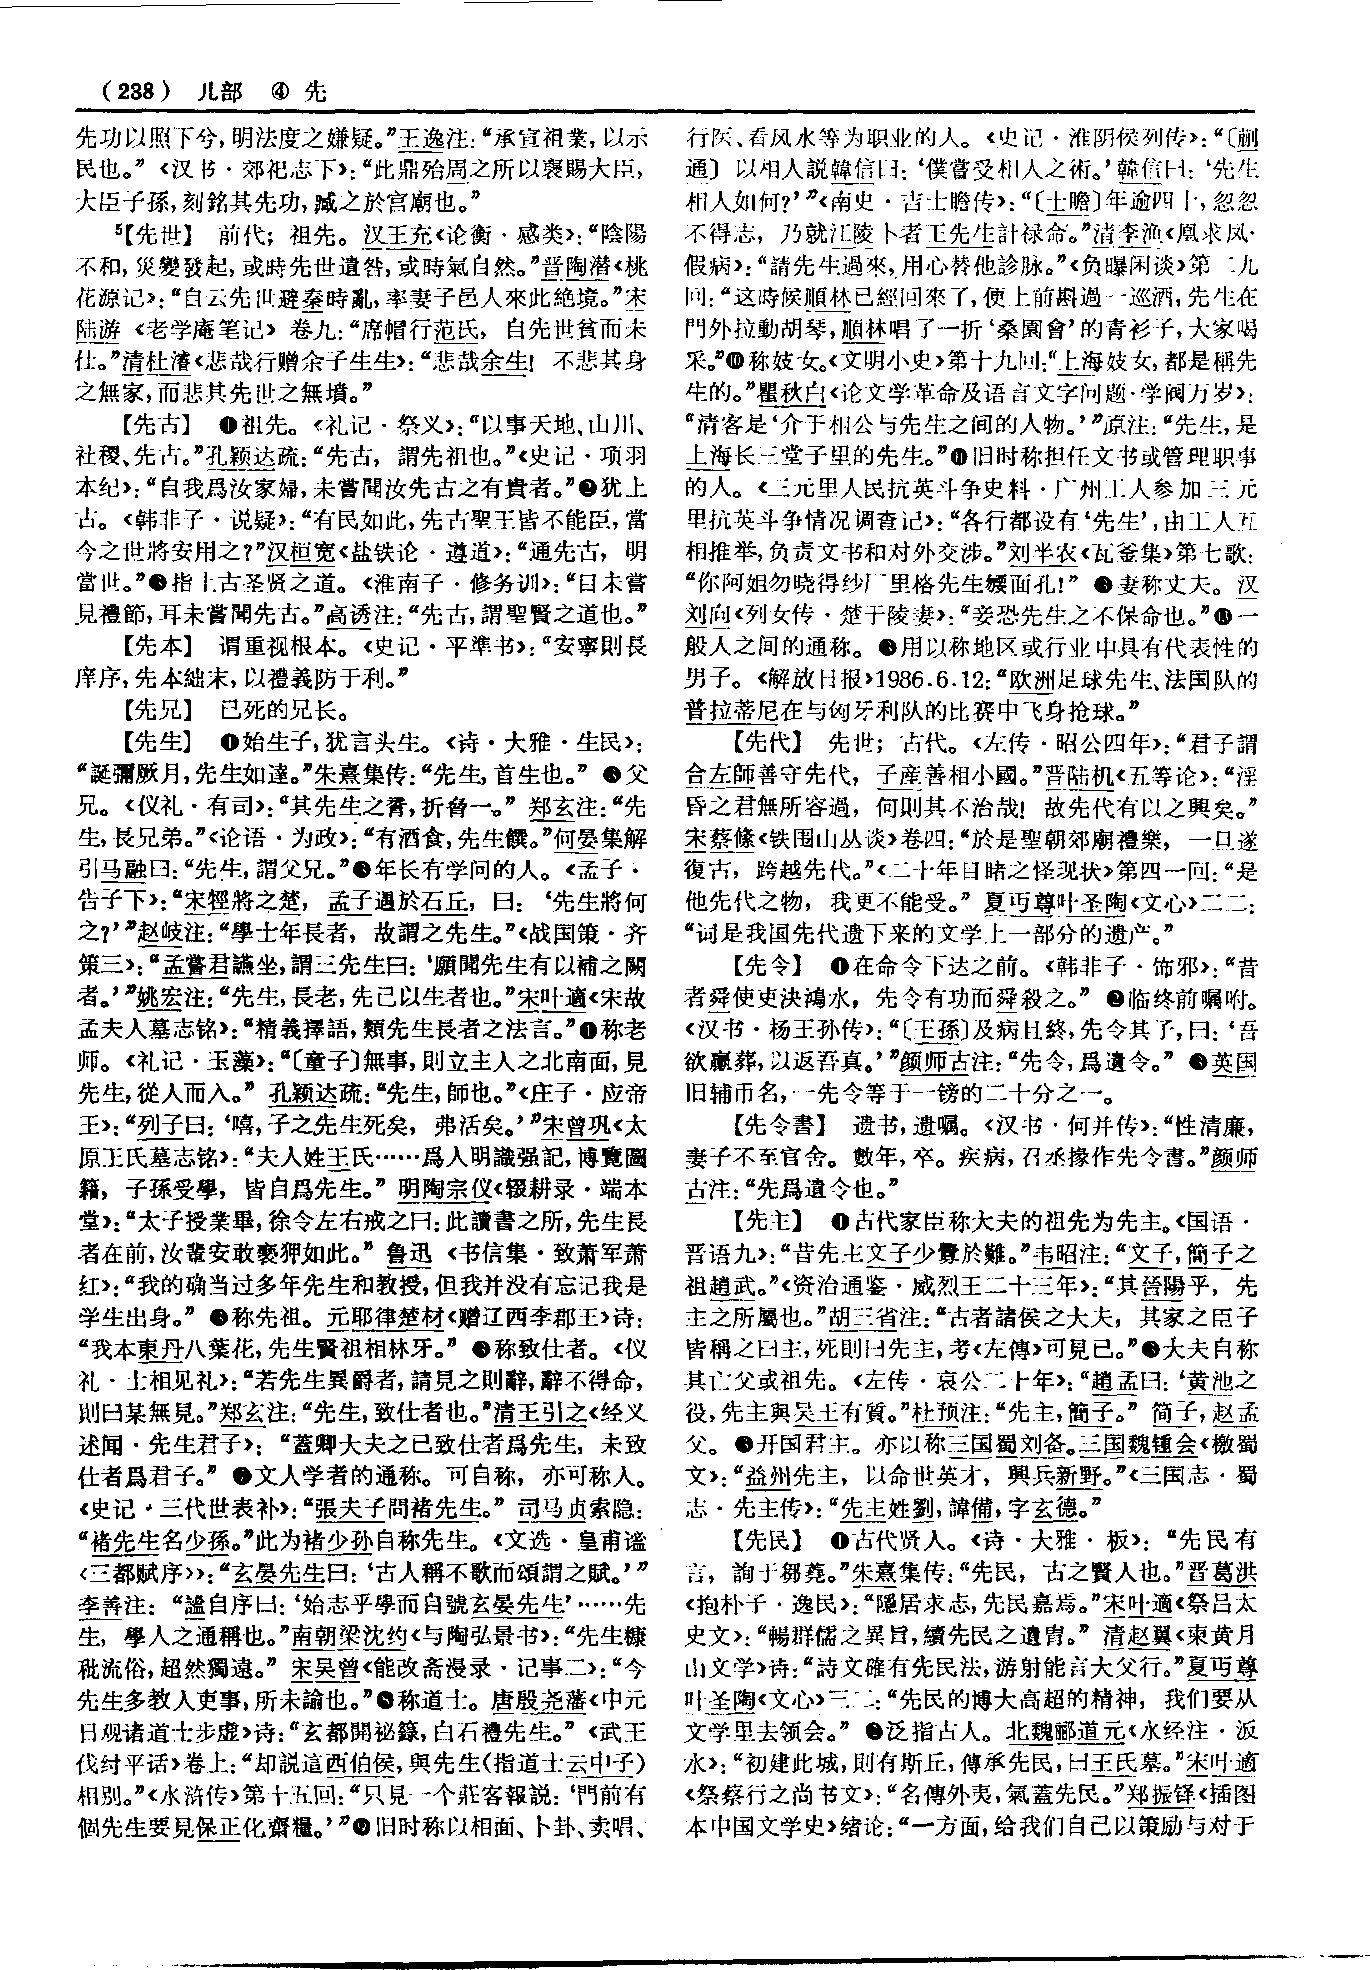 （238） 儿部 ④ 先
先功以照下兮，明法度之嫌疑。”王逸注：“承宣祖業，以示
民也。”《汉书·郊祀志下》：“此鼎殆周之所以襃賜大臣，
大臣子孫，刻銘其先功，臧之於宫廟也。”
⁵【先世】 前代；祖先。汉王充《论衡·感类》：“陰陽
不和，災變發起，或時先世遺咎，或時氣自然。”晋陶潜《桃
花源记》：“自云先世避秦時亂，率妻子邑人來此絶境。”宋
陆游《老学庵笔记》卷九：“席帽行范氏，自先世貧而未
仕。”清杜濬《悲哉行赠余子生生》：“悲哉余生！不悲其身
之無家，而悲其先世之無墳。”
【先古】 ❶祖先。《礼记·祭义》：“以事天地、山川、
社稷、先古。”孔颖达疏：“先古，謂先祖也。”《史记·项羽
本纪》：“自我爲汝家婦，未嘗聞汝先古之有貴者。”❷犹上
古。《韩非子·说疑》：“有民如此，先古聖王皆不能臣，當
今之世將安用之？”汉桓宽《盐铁论·遵道》：“通先古，明
當世。”❸指上古圣贤之道。《淮南子·修务训》：“目未嘗
見禮節，耳未嘗聞先古。”高诱注：“先古，謂聖賢之道也。”
【先本】 谓重视根本。《史记·平準书》：“安寧則長
庠序，先本絀末，以禮義防于利。”
【先兄】 已死的兄长。
【先生】 ❶始生子，犹言头生。《诗·大雅·生民》：
“誕彌厥月，先生如達。”朱熹集传：“先生，首生也。”❷父
兄。《仪礼·有司》：“其先生之脀，折脅一。”郑玄注：“先
生，長兄弟。”《论语·为政》：“有酒食，先生饌。”何晏集解
引马融曰：“先生，謂父兄。”❸年长有学问的人。《孟子·
告子下》：“宋牼將之楚，孟子遇於石丘，曰：‘先生將何
之？’”赵岐注：“學士年長者，故謂之先生。”《战国策·齐
策三》：“孟嘗君讌坐，謂三先生曰：‘願聞先生有以補之闕
者。’”姚宏注：“先生，長老，先己以生者也。”宋叶適《宋故
孟夫人墓志铭》：“精義擇語，類先生長者之法言。”❹称老
师。《礼记·玉藻》：“〔童子〕無事，則立主人之北南面，見
先生，從人而入。”孔颖达疏：“先生，師也。”《庄子·应帝
王》：“列子曰：‘嘻，子之先生死矣，弗活矣。’”宋曾巩《太
原王氏墓志铭》：“夫人姓王氏……爲人明識强記，博覽圖
籍，子孫受學，皆自爲先生。”明陶宗仪《辍耕录·端本
堂》：“太子授業畢，徐令左右戒之曰：此讀書之所，先生長
者在前，汝輩安敢褻狎如此。”鲁迅《书信集·致萧军萧
红》：“我的确当过多年先生和教授，但我并没有忘记我是
学生出身。”❺称先祖。元耶律楚材《赠辽西李郡王》诗：
“我本東丹八葉花，先生賢祖相林牙。”❻称致仕者。《仪
礼·士相见礼》：“若先生異爵者，請見之則辭，辭不得命，
則曰某無見。”郑玄注：“先生，致仕者也。”清王引之《经义
述闻·先生君子》：“蓋卿大夫之已致仕者爲先生，未致
仕者爲君子。”❼文人学者的通称。可自称，亦可称人。
《史记·三代世表补》：“張夫子問褚先生。”司马贞索隐：
“褚先生名少孫。”此为褚少孙自称先生。《文选·皇甫谧
〈三都赋序〉》：“玄晏先生曰：‘古人稱不歌而頌謂之賦。’”
李善注：“謐自序曰：‘始志乎學而自號玄晏先生’……先
生，學人之通稱也。”南朝梁沈约《与陶弘景书》：“先生糠
秕流俗，超然獨遠。”宋吴曾《能改斋漫录·记事二》：“今
先生多教人吏事，所未諭也。”❽称道士。唐殷尧藩《中元
日观诸道士步虚》诗：“玄都開祕籙，白石禮先生。”《武王
伐纣平话》卷上：“却説這西伯侯，與先生（指道士云中子）
相别。”《水浒传》第十五回：“只見一个莊客報説：‘門前有
個先生要見保正化齋糧。’”❾旧时称以相面、卜卦、卖唱、
行医、看风水等为职业的人。《史记·淮阴侯列传》：“〔蒯
通〕以相人説韓信曰：‘僕嘗受相人之術。’韓信曰：‘先生
相人如何？’”《南史·吉士瞻传》：“〔士瞻〕年逾四十，忽忽
不得志，乃就江陵卜者王先生計禄命。”清李渔《凰求凤·
假病》：“請先生過來，用心替他診脉。”《负曝闲谈》第二九
回：“这時候順林已經回來了，便上前斟過一巡酒，先生在
門外拉動胡琴，順林唱了一折‘桑園會’的青衫子，大家喝
采。”❿称妓女。《文明小史》第十九回：“上海妓女，都是稱先
生的。”瞿秋白《论文学革命及语言文字问题·学阀万岁》：
“清客是‘介于相公与先生之间的人物。’”原注：“先生，是
上海长三堂子里的先生。”⓫旧时称担任文书或管理职事
的人。《三元里人民抗英斗争史料·广州工人参加三元
里抗英斗争情况调查记》：“各行都设有‘先生’，由工人互
相推举，负责文书和对外交涉。”刘半农《瓦釜集》第七歌：
“你阿姐勿晓得纱厂里格先生㜁面孔！”⓬妻称丈夫。汉
刘向《列女传·楚于陵妻》：“妾恐先生之不保命也。”⓭一
般人之间的通称。⓮用以称地区或行业中具有代表性的
男子。《解放日报》1986.6.12：“欧洲足球先生、法国队的
普拉蒂尼在与匈牙利队的比赛中飞身抢球。”
【先代】 先世；古代。《左传·昭公四年》：“君子謂
合左師善守先代，子産善相小國。”晋陆机《五等论》：“淫
昏之君無所容過，何則其不治哉！故先代有以之興矣。”
宋蔡絛《铁围山丛谈》卷四：“於是聖朝郊廟禮樂，一旦遂
復古，跨越先代。”《二十年目睹之怪现状》第四一回：“是
他先代之物，我更不能受。”夏丏尊叶圣陶《文心》二二：
“词是我国先代遗下来的文学上一部分的遗产。”
【先令】 ❶在命令下达之前。《韩非子·饰邪》：“昔
者舜使吏決鴻水，先令有功而舜殺之。”❷临终前嘱咐。
《汉书·杨王孙传》：“〔王孫〕及病且終，先令其子，曰：‘吾
欲臝葬，以返吾真。’”颜师古注：“先令，爲遺令。”❸英国
旧辅币名，一先令等于一镑的二十分之一。
【先令書】 遗书，遗嘱。《汉书·何并传》：“性清廉，
妻子不至官舍。數年，卒。疾病，召丞掾作先令書。”颜师
古注：“先爲遺令也。”
【先主】 ❶古代家臣称大夫的祖先为先主。《国语·
晋语九》：“昔先主文子少釁於難。”韦昭注：“文子，簡子之
祖趙武。”《资治通鉴·威烈王二十三年》：“其晉陽乎，先
主之所屬也。”胡三省注：“古者諸侯之大夫，其家之臣子
皆稱之曰主，死則曰先主，考《左傳》可見已。”❷大夫自称
其亡父或祖先。《左传·哀公二十年》：“趙孟曰：‘黄池之
役，先主與吴王有質。”杜预注：“先主，簡子。”简子，赵孟
父。❸开国君主。亦以称三国蜀刘备。三国魏锺会《檄蜀
文》：“益州先主，以命世英才，興兵新野。”《三国志·蜀
志·先主传》：“先主姓劉，諱備，字玄德。”
【先民】 ❶古代贤人。《诗·大雅·板》：“先民有
言，詢于芻蕘。”朱熹集传：“先民，古之賢人也。”晋葛洪
《抱朴子·逸民》：“隱居求志，先民嘉焉。”宋叶適《祭吕太
史文》：“暢群儒之異旨，續先民之遺胄。”清赵翼《柬黄月
山文学》诗：“詩文確有先民法，游射能言大父行。”夏丏尊
叶圣陶《文心》三二：“先民的博大高超的精神，我们要从
文学里去领会。”❷泛指古人。北魏郦道元《水经注·汳
水》：“初建此城，則有斯丘，傳承先民，曰王氏墓。”宋叶適
《祭蔡行之尚书文》：“名傳外夷，氣蓋先民。”郑振铎《插图
本中国文学史》绪论：“一方面，给我们自己以策励与对于